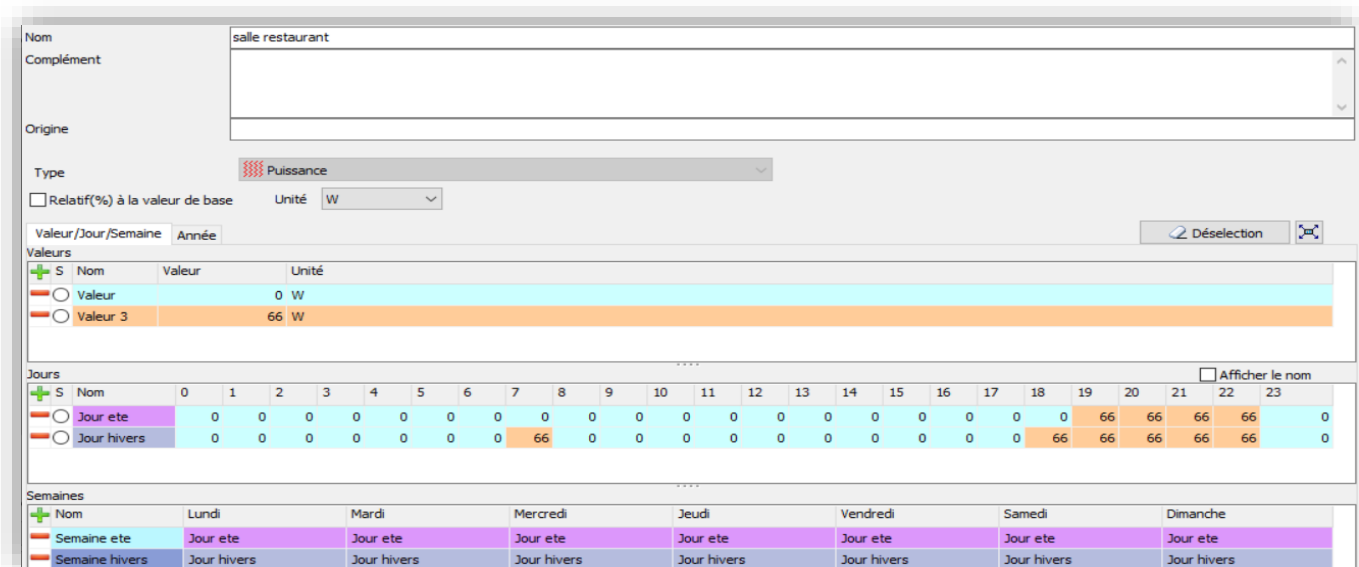 Nom salle restaurant
Complément
Origine
Type Puissance
Relatif(%) à la valeur de base Unité W
Valeur/Jour/Semaine Année Déselection
Valeurs
S Nom Valeur Unité
Valeur 0 W
Valeur 3 66 W
Jours Afficher le nom
S Nom 0 1 2 3 4 5 6 7 8 9 10 11 12 13 14 15 16 17 18 19 20 21 22 23
Jour ete 0 0 0 0 0 0 0 0 0 0 0 0 0 0 0 0 0 0 0 66 66 66 66 0
Jour hivers 0 0 0 0 0 0 0 66 0 0 0 0 0 0 0 0 0 0 66 66 66 66 66 0
Semaines
Nom Lundi Mardi Mercredi Jeudi Vendredi Samedi Dimanche
Semaine ete Jour ete Jour ete Jour ete Jour ete Jour ete Jour ete Jour ete
Semaine hivers Jour hivers Jour hivers Jour hivers Jour hivers Jour hivers Jour hivers Jour hivers